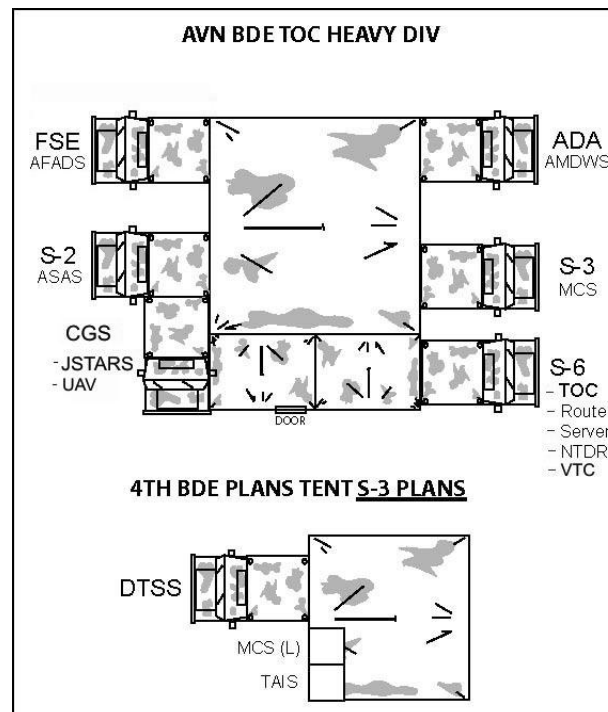 AVN BDE TOC HEAVY DIV
FSE
AFADS
ADA
AMDWS
S-2
ASAS
S-3
MCS
CGS
- JSTARS
- UAV
S-6
- TOC
- Route
- Server
- NTDR
- VTC
DOOR
4TH BDE PLANS TENT S-3 PLANS
DTSS
MCS (L)
TAIS